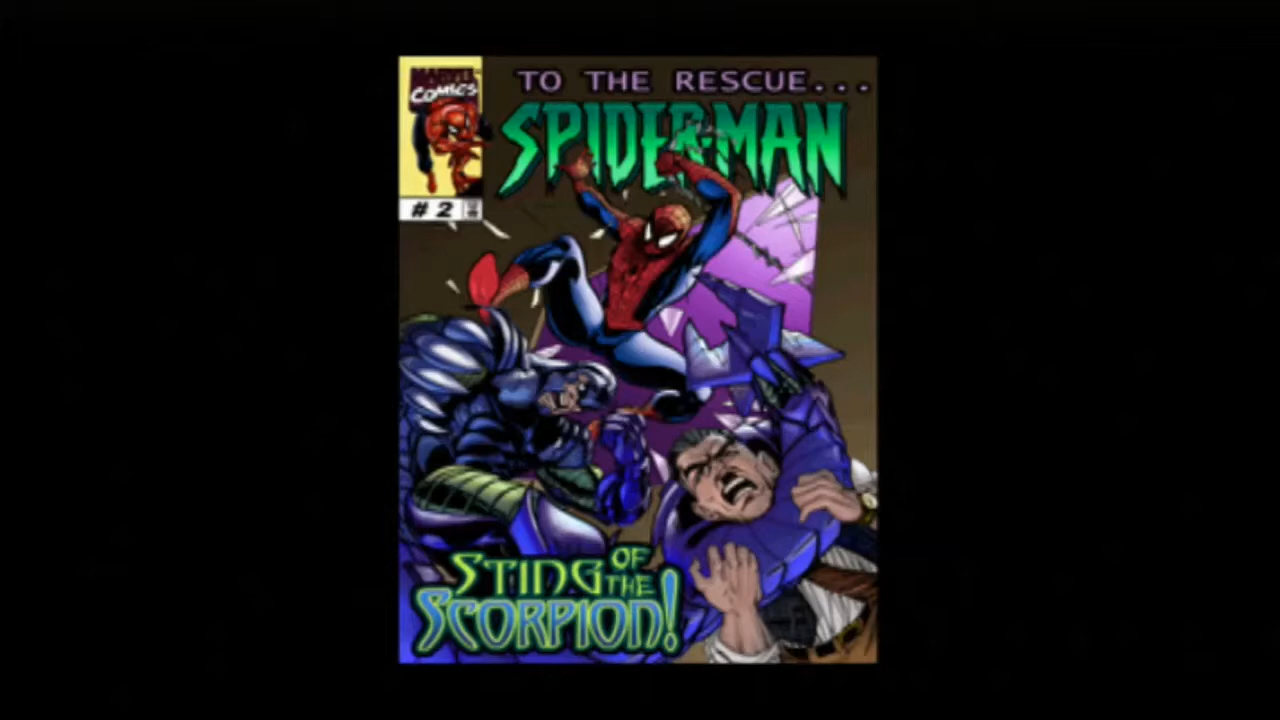 MARVEL
COMICS
TO THE RESCUE...
SPIDER-MAN
# 2
STING OF THE
SCORPION!